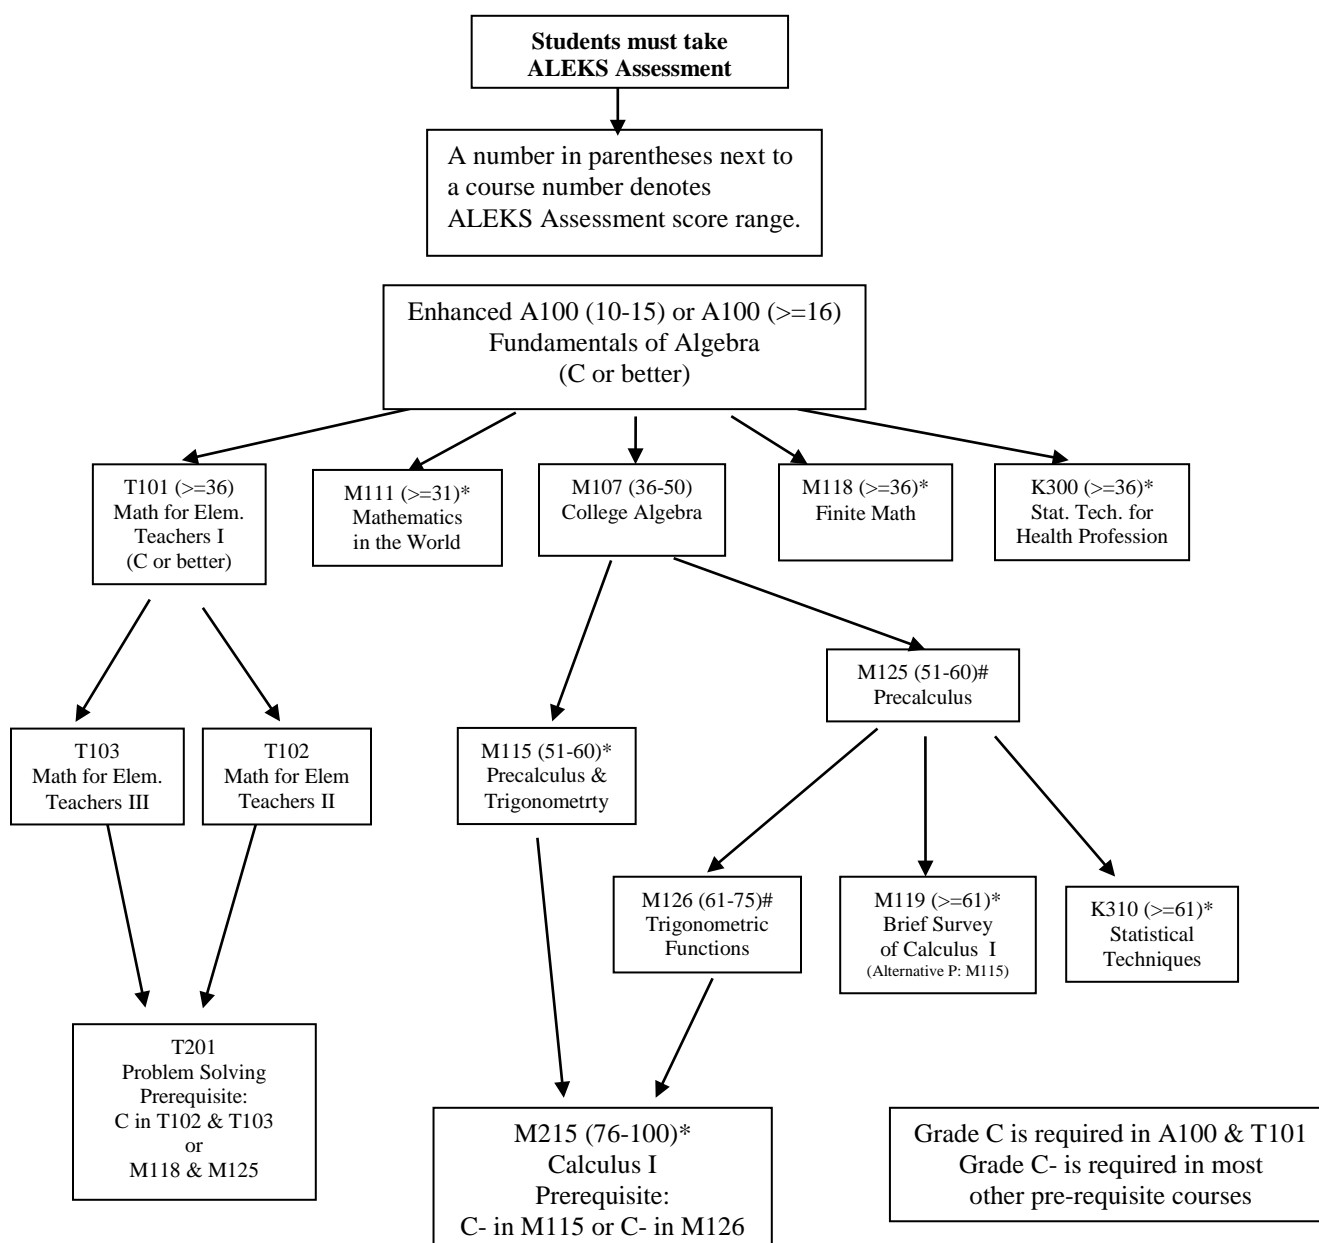 Students must take
ALEKS Assessment
A number in parentheses next to
a course number denotes
ALEKS Assessment score range.
Enhanced A100 (10-15) or A100 (>=16)
Fundamentals of Algebra
(C or better)
T101 (>=36)
Math for Elem.
Teachers I
(C or better)
M111 (>=31)*
Mathematics
in the World
M107 (36-50)
College Algebra
M118 (>=36)*
Finite Math
K300 (>=36)*
Stat. Tech. for
Health Profession
M125 (51-60)#
Precalculus
T103
Math for Elem.
Teachers III
T102
Math for Elem
Teachers II
M115 (51-60)*
Precalculus &
Trigonometrty
M126 (61-75)#
Trigonometric
Functions
M119 (>=61)*
Brief Survey
of Calculus I
(Alternative P: M115)
K310 (>=61)*
Statistical
Techniques
T201
Problem Solving
Prerequisite:
C in T102 & T103
or
M118 & M125
M215 (76-100)*
Calculus I
Prerequisite:
C- in M115 or C- in M126
Grade C is required in A100 & T101
Grade C- is required in most
other pre-requisite courses